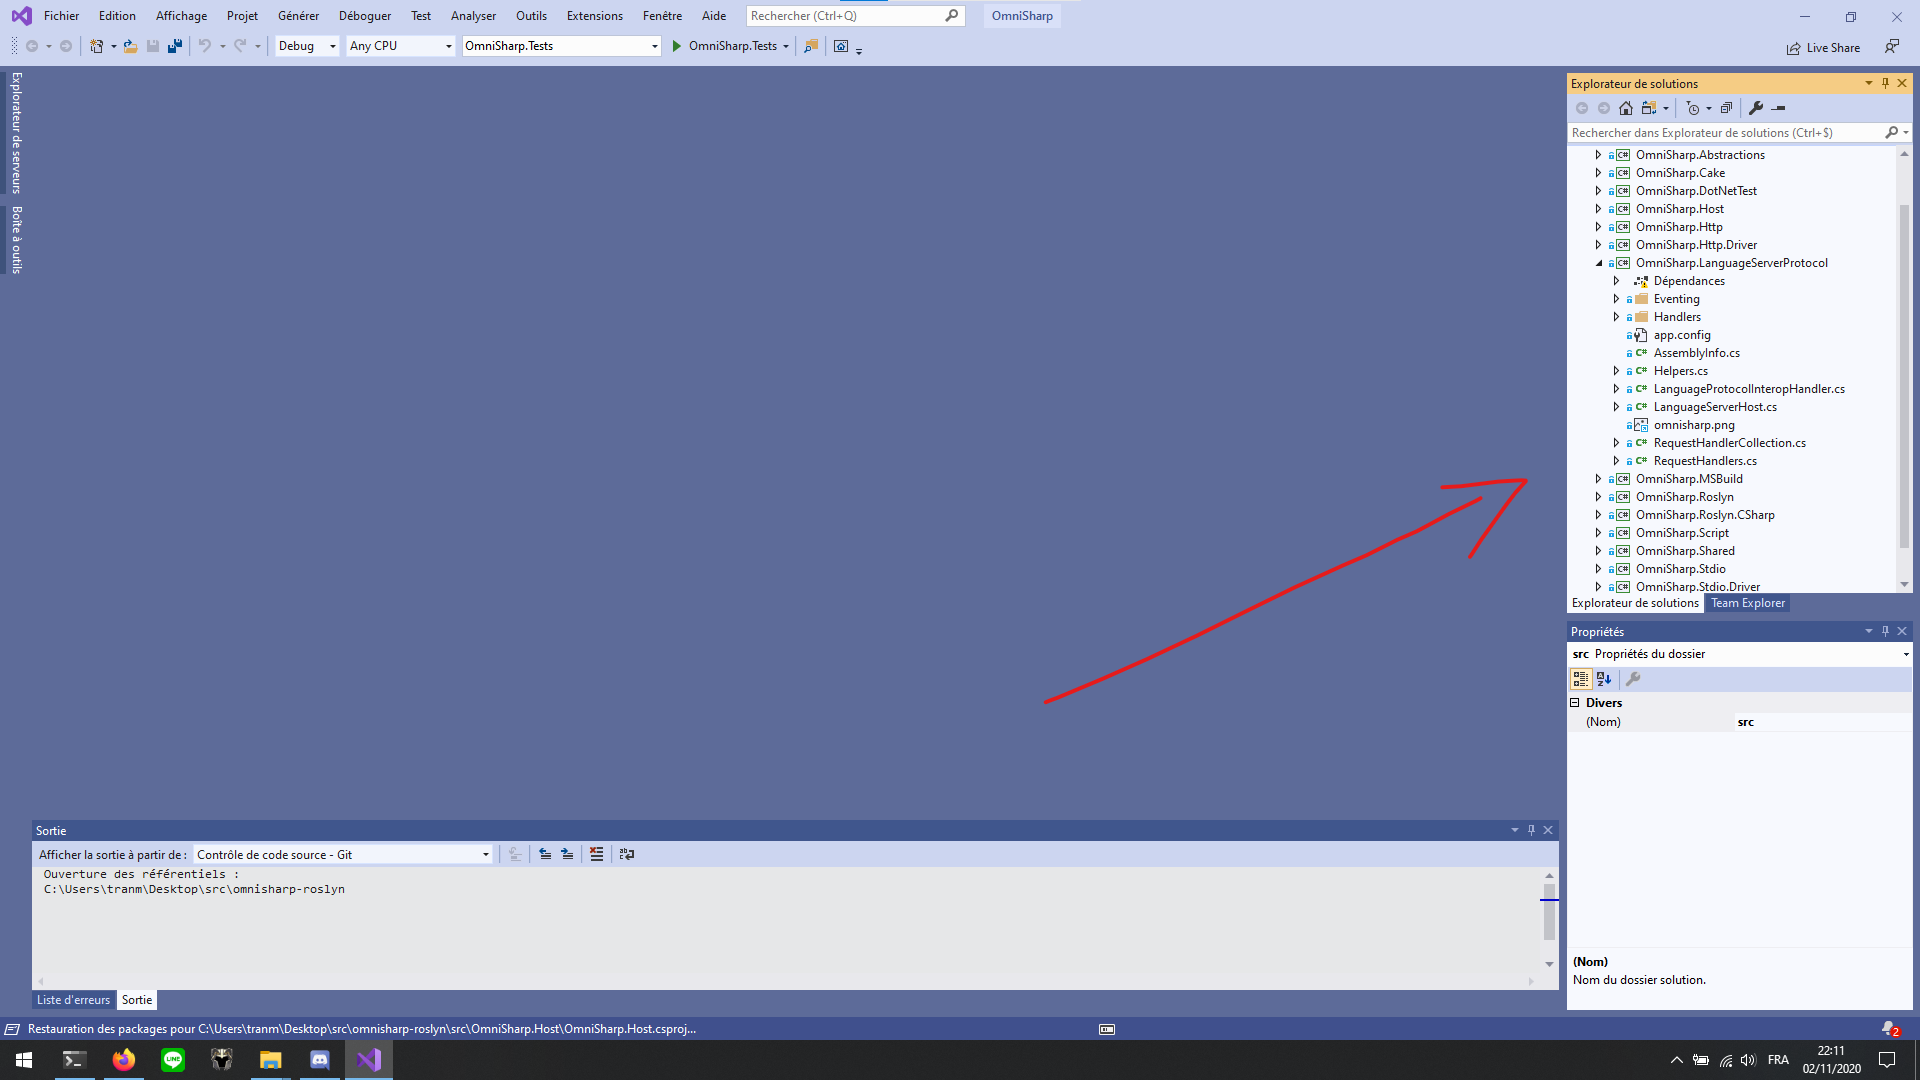 Fichier Edition Affichage Projet Générer Déboguer Test Analyser Outils Extensions Fenêtre Aide Rechercher (Ctrl+Q) OmniSharp
Debug Any CPU OmniSharp.Tests OmniSharp.Tests Live Share
Explorateur de serveurs
Boîte à outils
Explorateur de solutions
Rechercher dans Explorateur de solutions (Ctrl+$)
C# OmniSharp.Abstractions
C# OmniSharp.Cake
C# OmniSharp.DotNetTest
C# OmniSharp.Host
C# OmniSharp.Http
C# OmniSharp.Http.Driver
C# OmniSharp.LanguageServerProtocol
Dépendances
Eventing
Handlers
app.config
C# AssemblyInfo.cs
C# Helpers.cs
C# LanguageProtocolInteropHandler.cs
C# LanguageServerHost.cs
omnisharp.png
C# RequestHandlerCollection.cs
C# RequestHandlers.cs
C# OmniSharp.MSBuild
C# OmniSharp.Roslyn
C# OmniSharp.Roslyn.CSharp
C# OmniSharp.Script
C# OmniSharp.Shared
C# OmniSharp.Stdio
C# OmniSharp.Stdio.Driver
Explorateur de solutions Team Explorer
Propriétés
src Propriétés du dossier
Divers
(Nom) src
(Nom)
Nom du dossier solution.
Sortie
Afficher la sortie à partir de : Contrôle de code source - Git
Ouverture des référentiels :
C:\Users\tranm\Desktop\src\omnisharp-roslyn
Liste d'erreurs Sortie
Restauration des packages pour C:\Users\tranm\Desktop\src\omnisharp-roslyn\src\OmniSharp.Host\OmniSharp.Host.csproj... 2
LINE FRA 22:11
02/11/2020